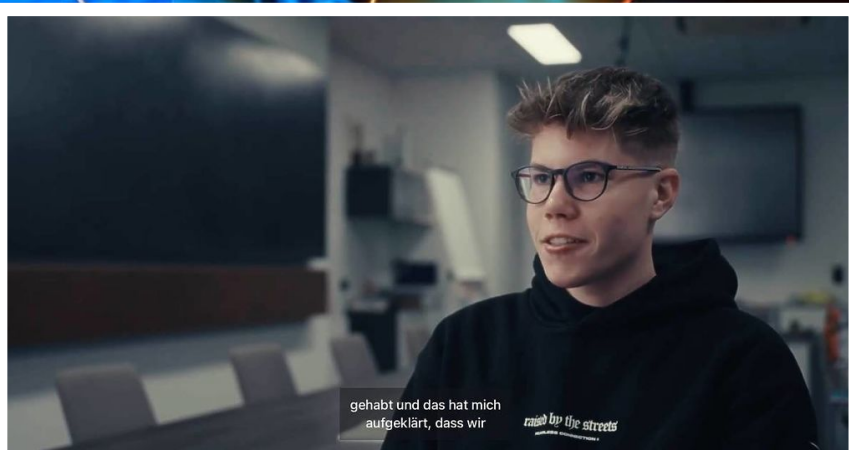 gehabt und das hat mich
aufgeklärt, dass wir
raised by the streets